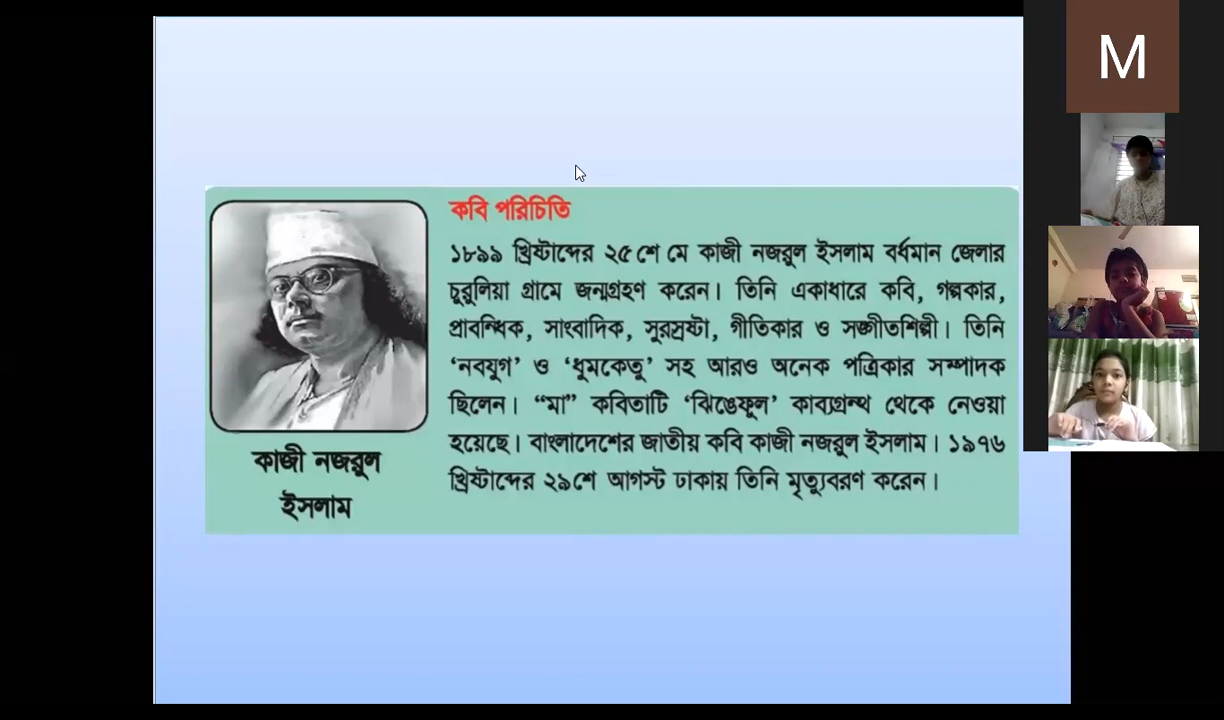 M
কবি পরিচিতি
১৮৯৯ খ্রিষ্টাব্দের ২৫ শে মে কাজী নজরুল ইসলাম বর্ধমান জেলার
চুরুলিয়া গ্রামে জন্মগ্রহণ করেন। তিনি একাধারে কবি, গল্পকার,
প্রাবন্ধিক, সাংবাদিক, সুরস্রষ্টা, গীতিকার ও সঙ্গীতশিল্পী। তিনি
‘নবযুগ’ ও ‘ধূমকেতু’ সহ আরও অনেক পত্রিকার সম্পাদক
ছিলেন। “মা” কবিতাটি ‘ঝিঙেফুল’ কাব্যগ্রন্থ থেকে নেওয়া
হয়েছে। বাংলাদেশের জাতীয় কবি কাজী নজরুল ইসলাম। ১৯৭৬
খ্রিষ্টাব্দের ২৯শে আগস্ট ঢাকায় তিনি মৃত্যুবরণ করেন।
কাজী নজরুল
ইসলাম